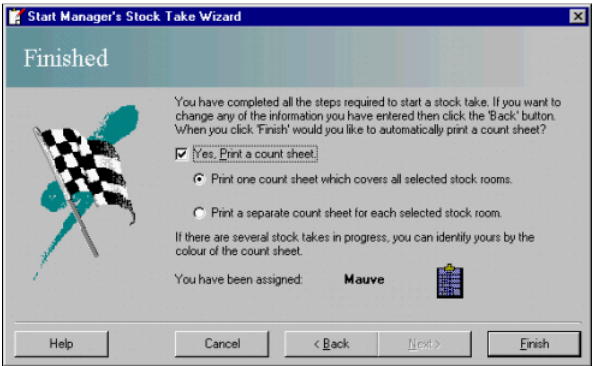 Start Manager's Stock Take Wizard
Finished
You have completed all the steps required to start a stock take. If you want to
change any of the information you have entered then click the 'Back' button.
When you click 'Finish' would you like to automatically print a count sheet?
Yes, Print a count sheet.
Print one count sheet which covers all selected stock rooms.
Print a separate count sheet for each selected stock room.
If there are several stock takes in progress, you can identify yours by the
colour of the count sheet.
You have been assigned: Mauve
Help Cancel < Back Next > Finish